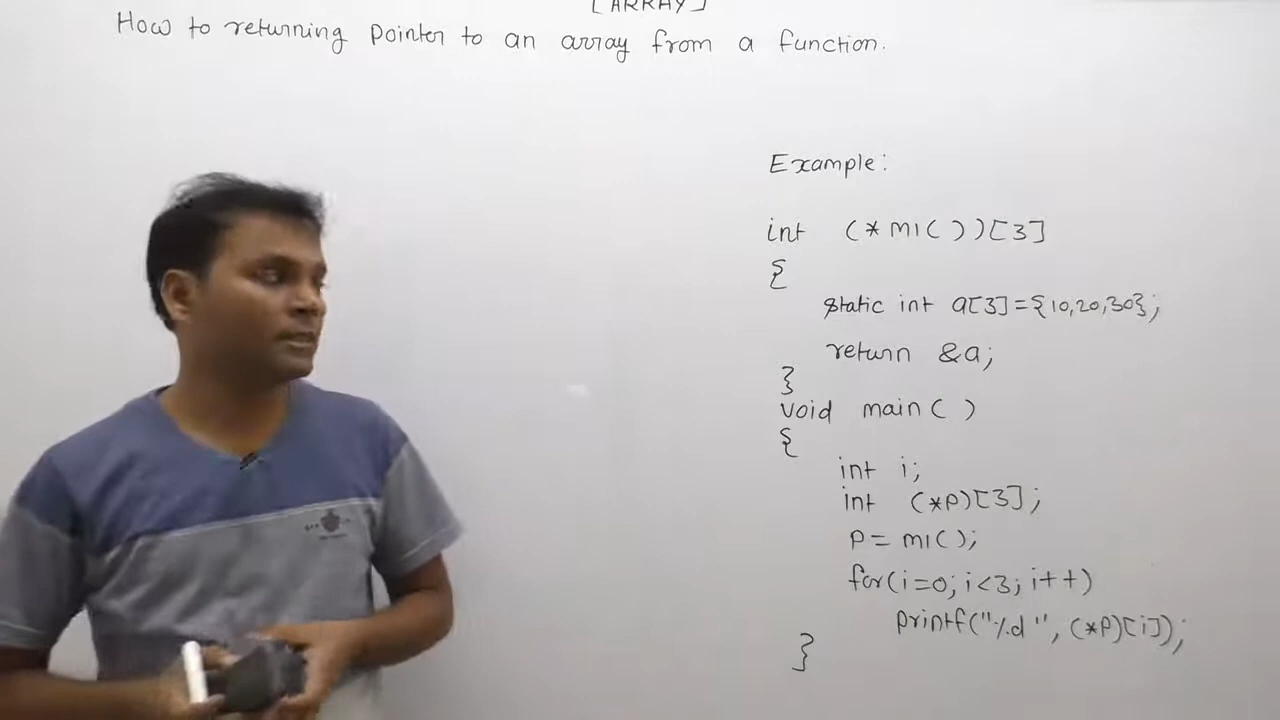 [ARRAY]
How to returning pointer to an array from a function.
Example:
int (*m1())[3]
{
static int a[3]={10,20,30};
return &a;
}
void main( )
{
int i;
int (*p)[3];
p= m1();
for(i=0; i<3; i++)
printf("%d ", (*p)[i]);
}